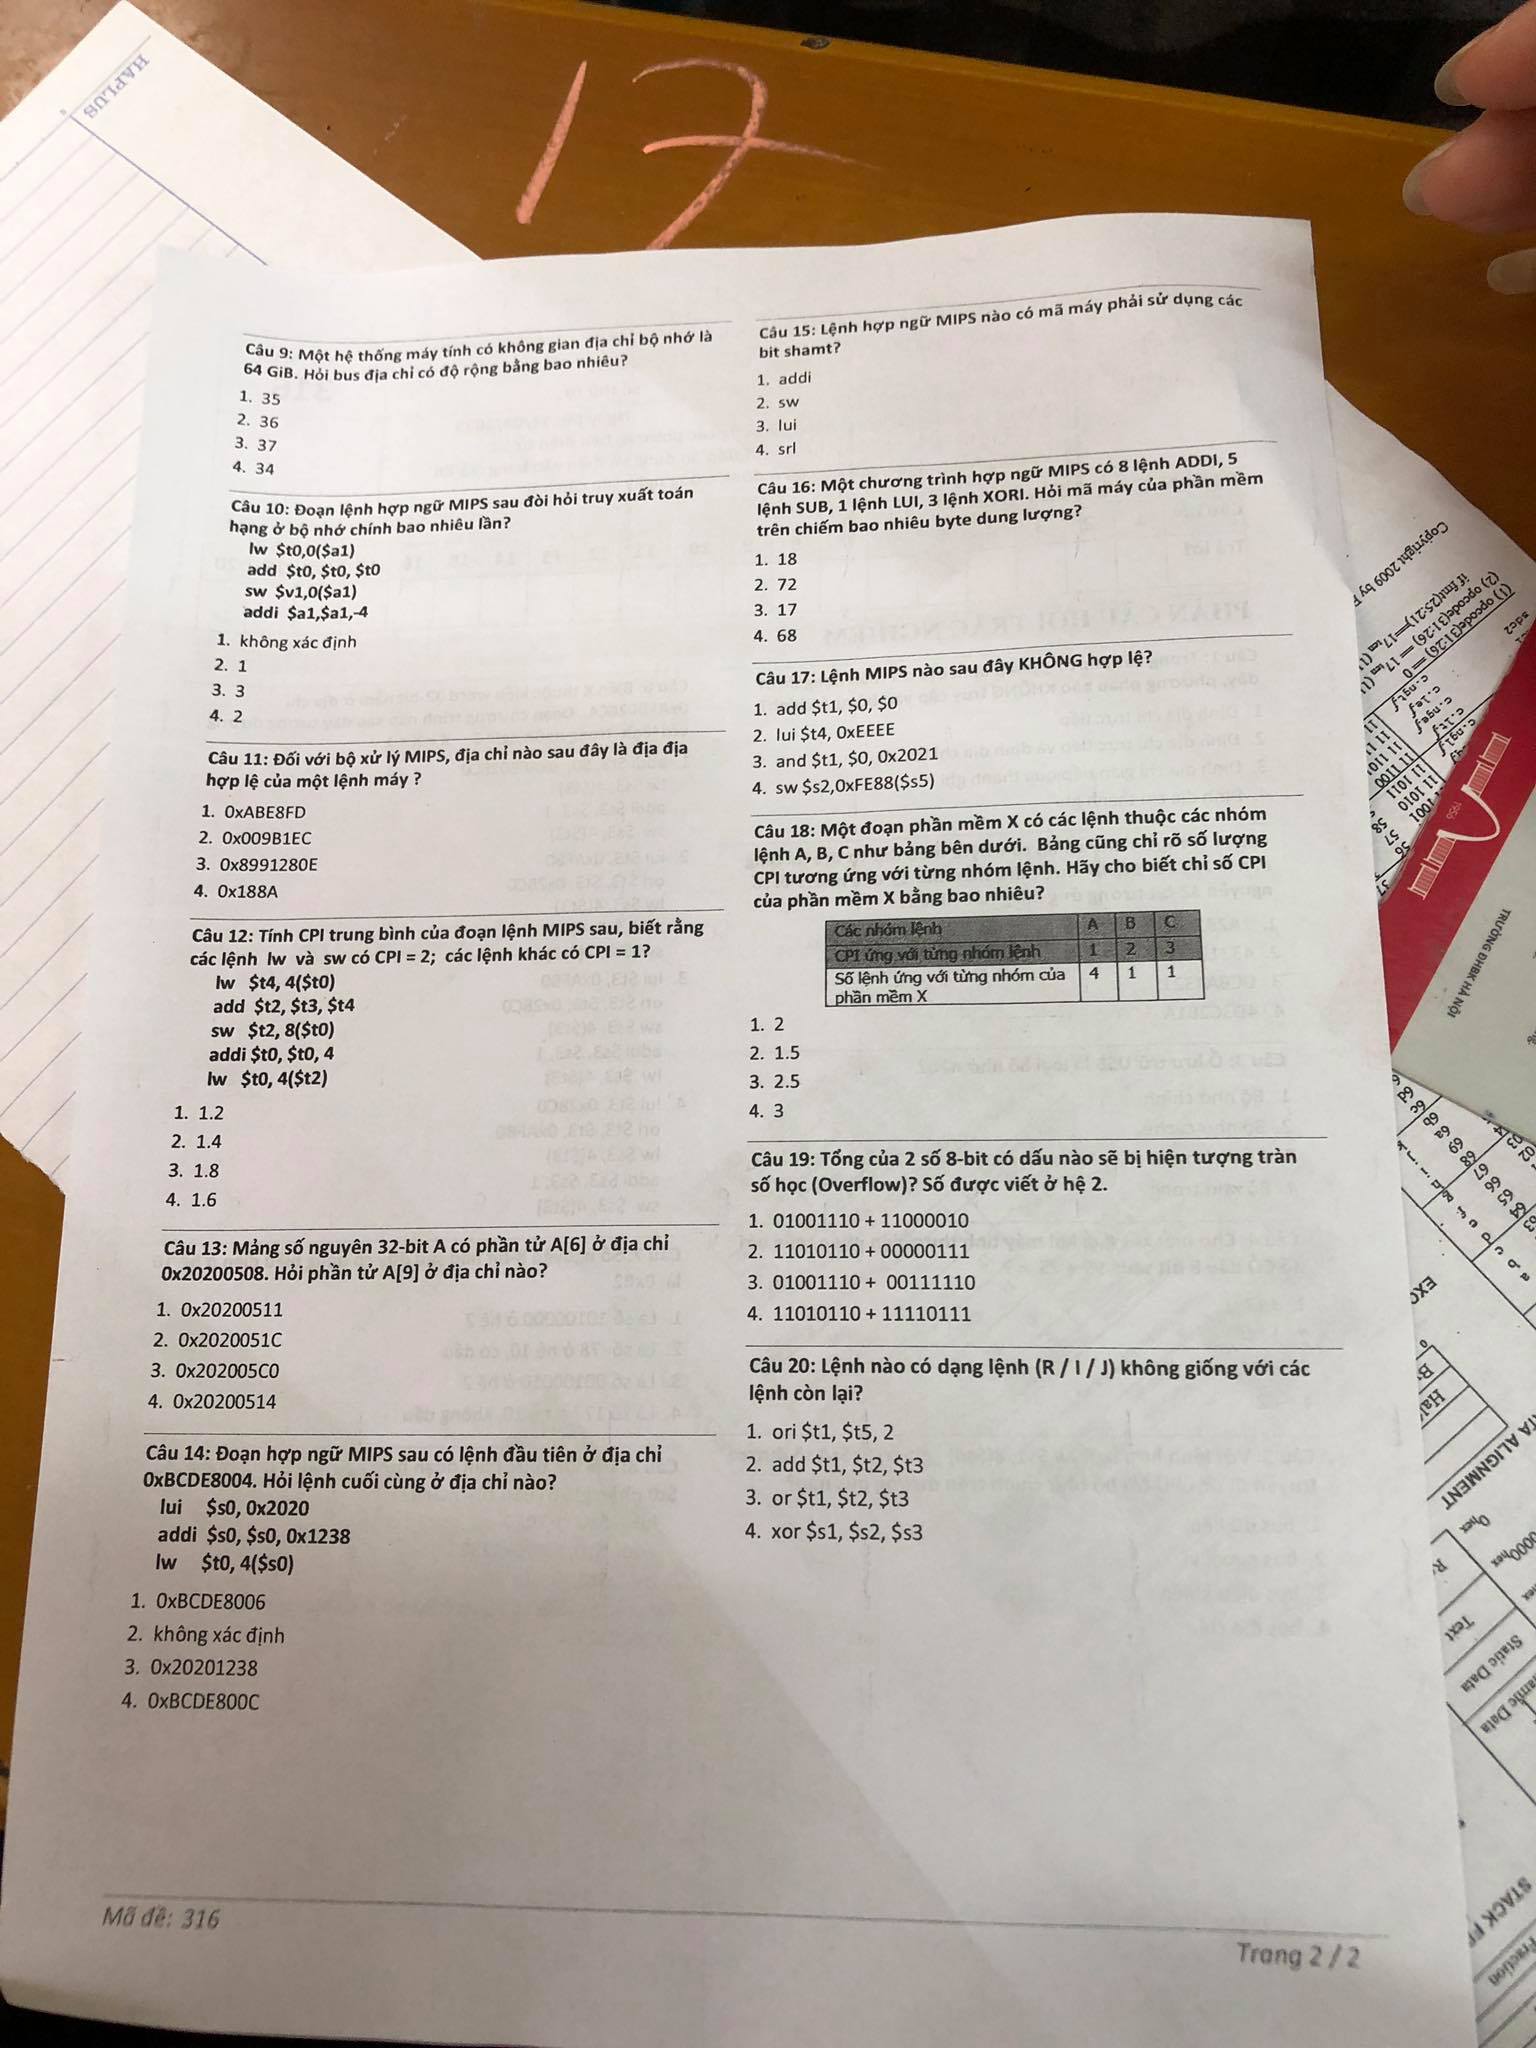 HAPLUS
17
Câu 9: Một hệ thống máy tính có không gian địa chỉ bộ nhớ là
64 GiB. Hỏi bus địa chỉ có độ rộng bằng bao nhiêu?
1. 35
2. 36
3. 37
4. 34
Câu 10: Đoạn lệnh hợp ngữ MIPS sau đòi hỏi truy xuất toán
hạng ở bộ nhớ chính bao nhiêu lần?
lw $t0,0($a1)
add $t0, $t0, $t0
sw $v1,0($a1)
addi $a1,$a1,-4
1. không xác định
2. 1
3. 3
4. 2
Câu 11: Đối với bộ xử lý MIPS, địa chỉ nào sau đây là địa địa
hợp lệ của một lệnh máy ?
1. 0xABE8FD
2. 0x009B1EC
3. 0x8991280E
4. 0x188A
Câu 12: Tính CPI trung bình của đoạn lệnh MIPS sau, biết rằng
các lệnh lw và sw có CPI = 2; các lệnh khác có CPI = 1?
lw $t4, 4($t0)
add $t2, $t3, $t4
sw $t2, 8($t0)
addi $t0, $t0, 4
lw $t0, 4($t2)
1. 1.2
2. 1.4
3. 1.8
4. 1.6
Câu 13: Mảng số nguyên 32-bit A có phần tử A[6] ở địa chỉ
0x20200508. Hỏi phần tử A[9] ở địa chỉ nào?
1. 0x20200511
2. 0x2020051C
3. 0x202005C0
4. 0x20200514
Câu 14: Đoạn hợp ngữ MIPS sau có lệnh đầu tiên ở địa chỉ
0xBCDE8004. Hỏi lệnh cuối cùng ở địa chỉ nào?
lui $s0, 0x2020
addi $s0, $s0, 0x1238
lw $t0, 4($s0)
1. 0xBCDE8006
2. không xác định
3. 0x20201238
4. 0xBCDE800C
Câu 15: Lệnh hợp ngữ MIPS nào có mã máy phải sử dụng các
bit shamt?
1. addi
2. sw
3. lui
4. srl
Câu 16: Một chương trình hợp ngữ MIPS có 8 lệnh ADDI, 5
lệnh SUB, 1 lệnh LUI, 3 lệnh XORI. Hỏi mã máy của phần mềm
trên chiếm bao nhiêu byte dung lượng?
1. 18
2. 72
3. 17
4. 68
Câu 17: Lệnh MIPS nào sau đây KHÔNG hợp lệ?
1. add $t1, $0, $0
2. lui $t4, 0xEEEE
3. and $t1, $0, 0x2021
4. sw $s2,0xFE88($s5)
Câu 18: Một đoạn phần mềm X có các lệnh thuộc các nhóm
lệnh A, B, C như bảng bên dưới. Bảng cũng chỉ rõ số lượng
CPI tương ứng với từng nhóm lệnh. Hãy cho biết chỉ số CPI
của phần mềm X bằng bao nhiêu?
Các nhóm lệnh A B C
CPI ứng với từng nhóm lệnh 1 2 3
Số lệnh ứng với từng nhóm của 4 1 1
phần mềm X
1. 2
2. 1.5
3. 2.5
4. 3
Câu 19: Tổng của 2 số 8-bit có dấu nào sẽ bị hiện tượng tràn
số học (Overflow)? Số được viết ở hệ 2.
1. 01001110 + 11000010
2. 11010110 + 00000111
3. 01001110 + 00111110
4. 11010110 + 11110111
Câu 20: Lệnh nào có dạng lệnh (R / I / J) không giống với các
lệnh còn lại?
1. ori $t1, $t5, 2
2. add $t1, $t2, $t3
3. or $t1, $t2, $t3
4. xor $s1, $s2, $s3
Mã đề: 316
Trang 2 / 2
Copyright 2009 by
(1) opcode(31:26) = 0
(2) opcode(31:26) = 17
1956
TRƯỜNG ĐHBK HÀ NỘI
ALIGNMENT
Text
Static Data
Data
STACK